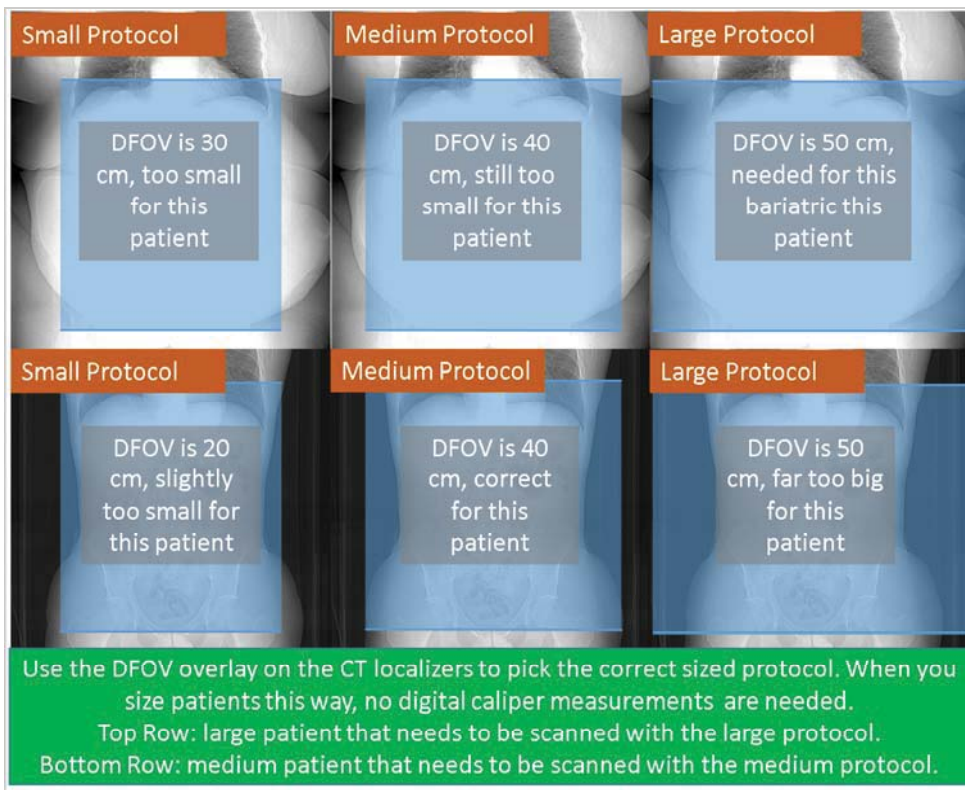 Small Protocol
Medium Protocol
Large Protocol
DFOV is 30
cm, too small
for this
patient
DFOV is 40
cm, still too
small for this
patient
DFOV is 50 cm,
needed for this
bariatric this
patient
Small Protocol
Medium Protocol
Large Protocol
DFOV is 20
cm, slightly
too small for
this patient
DFOV is 40
cm, correct
for this
patient
DFOV is 50
cm, far too big
for this
patient
Use the DFOV overlay on the CT localizers to pick the correct sized protocol. When you
size patients this way, no digital caliper measurements are needed.
Top Row: large patient that needs to be scanned with the large protocol.
Bottom Row: medium patient that needs to be scanned with the medium protocol.